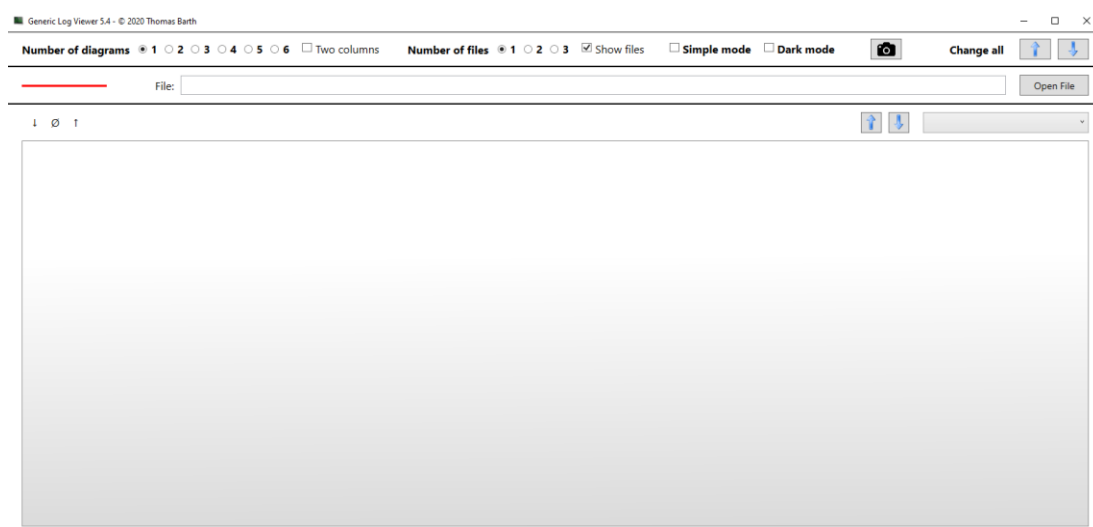 Generic Log Viewer 5.4 - © 2020 Thomas Barth
Number of diagrams 1 2 3 4 5 6 Two columns Number of files 1 2 3 Show files Simple mode Dark mode Change all
File: Open File
↓ Ø ↑